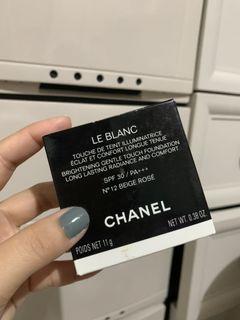 LE BLANC
TOUCHE DE TEINT ILLUMINATRICE
ÉCLAT ET CONFORT LONGUE TENUE
BRIGHTENING GENTLE TOUCH FOUNDATION
LONG LASTING RADIANCE AND COMFORT
SPF 30 / PA+++
N°12 BEIGE ROSÉ
CHANEL
POIDS NET 11 g
NET WT. 0.38 OZ.